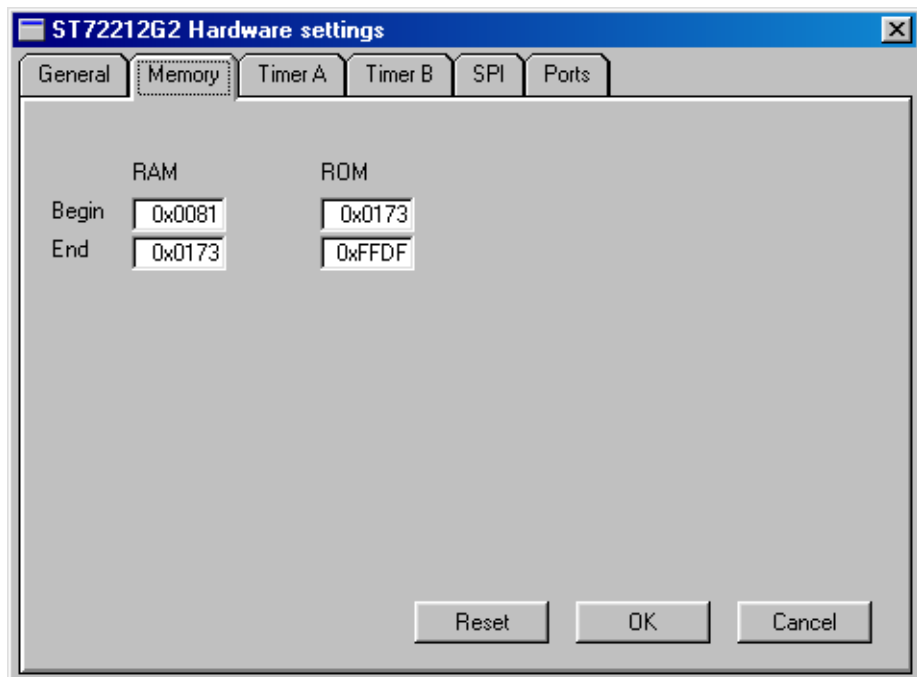 ST72212G2 Hardware settings
General Memory Timer A Timer B SPI Ports
RAM ROM
Begin 0x0081 0x0173
End 0x0173 0xFFDF
Reset OK Cancel